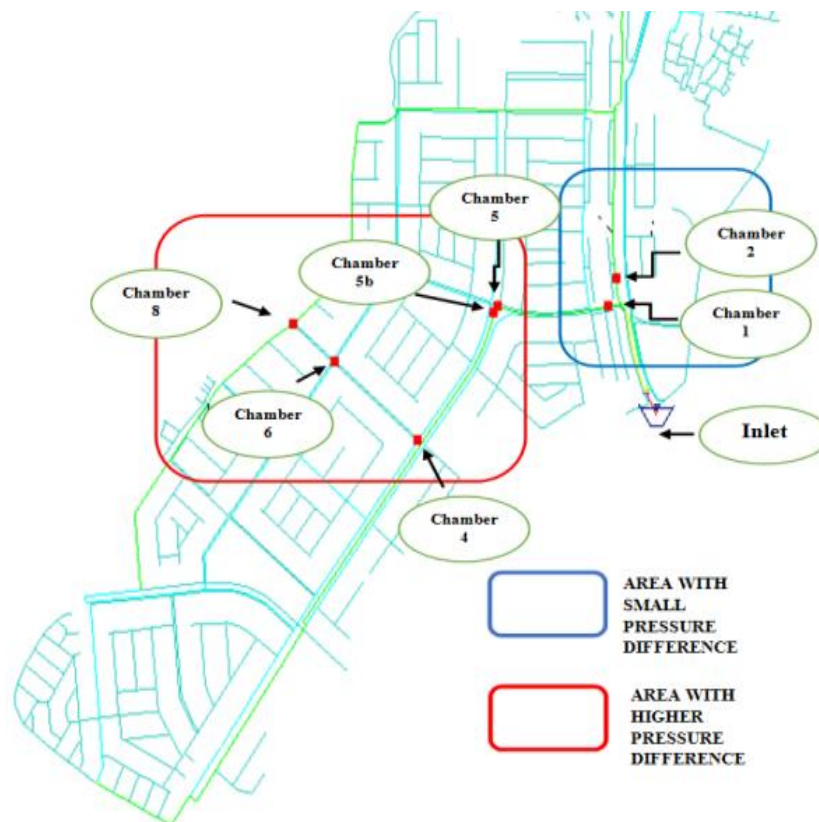 Chamber
5
Chamber
2
Chamber
5b
Chamber
8
Chamber
1
Chamber
6
Inlet
Chamber
4
AREA WITH
SMALL
PRESSURE
DIFFERENCE
AREA WITH
HIGHER
PRESSURE
DIFFERENCE